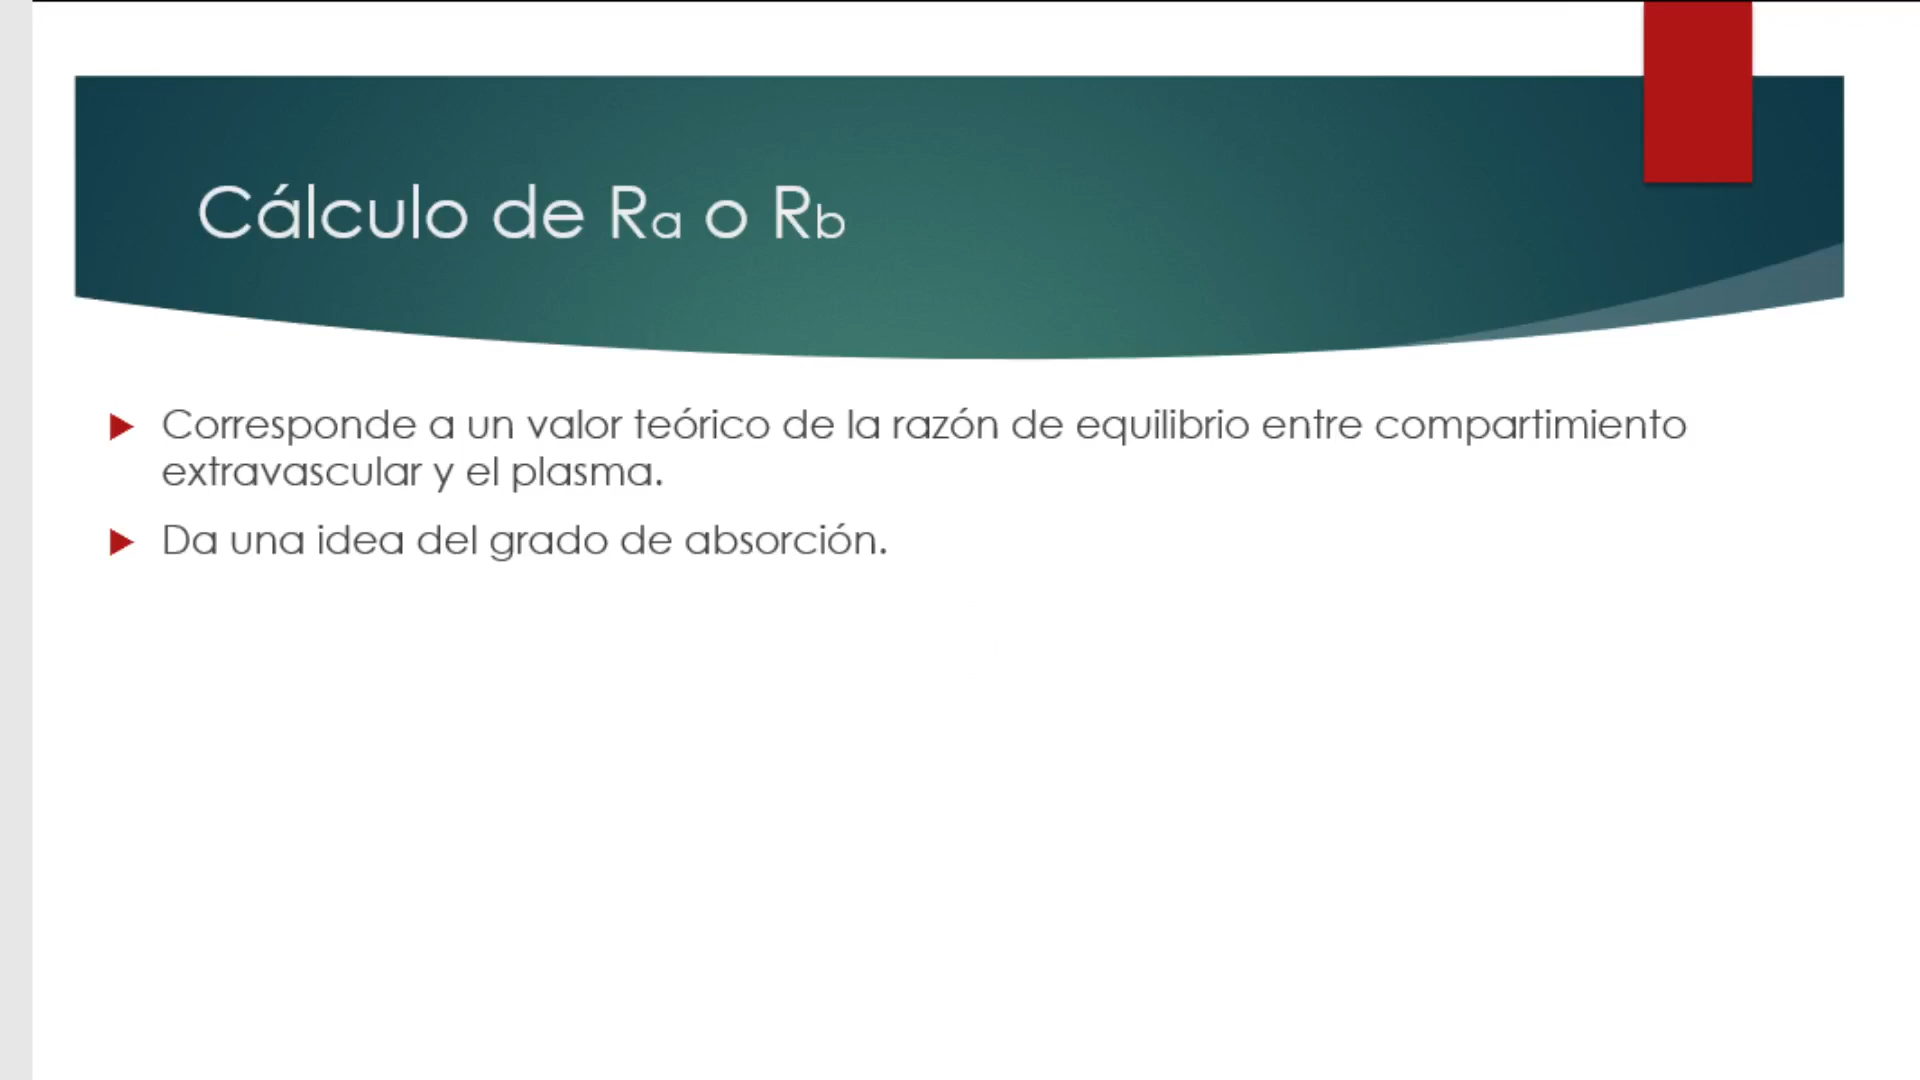 Cálculo de Ra o Rb
Corresponde a un valor teórico de la razón de equilibrio entre compartimiento
extravascular y el plasma.
Da una idea del grado de absorción.